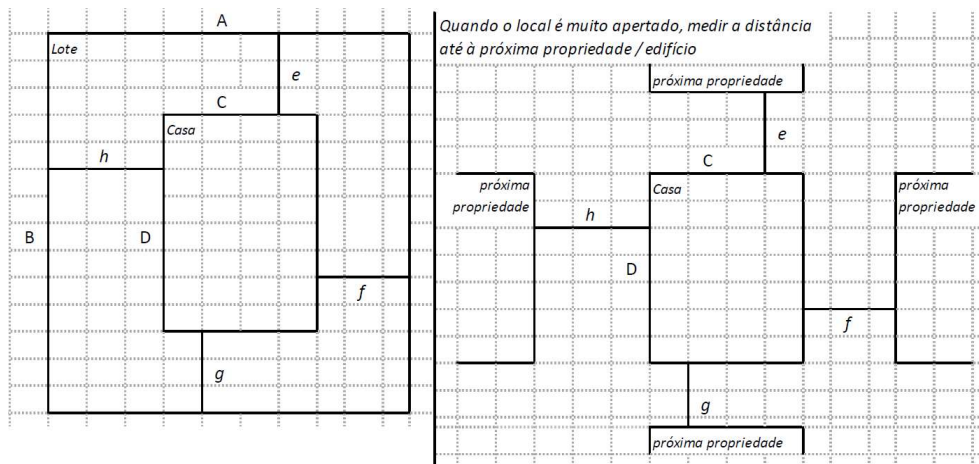 A
Lote
e
C
Casa
h
B
D
f
g
Quando o local é muito apertado, medir a distância
até à próxima propriedade / edifício
próxima propriedade
e
C
próxima
propriedade
Casa
próxima
propriedade
h
D
f
g
próxima propriedade